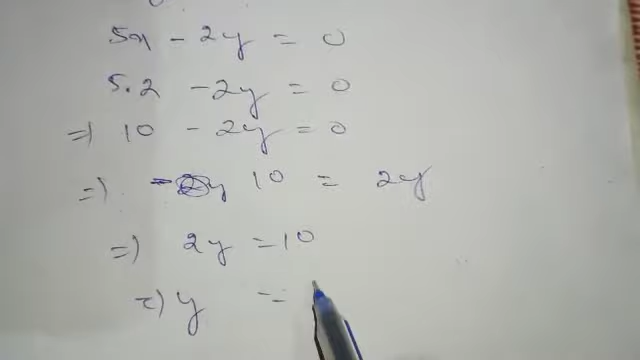 5x - 2y = 0
5.2 - 2y = 0
=) 10 - 2y = 0
=) 10 = 2y
=) 2y = 10
=) y =